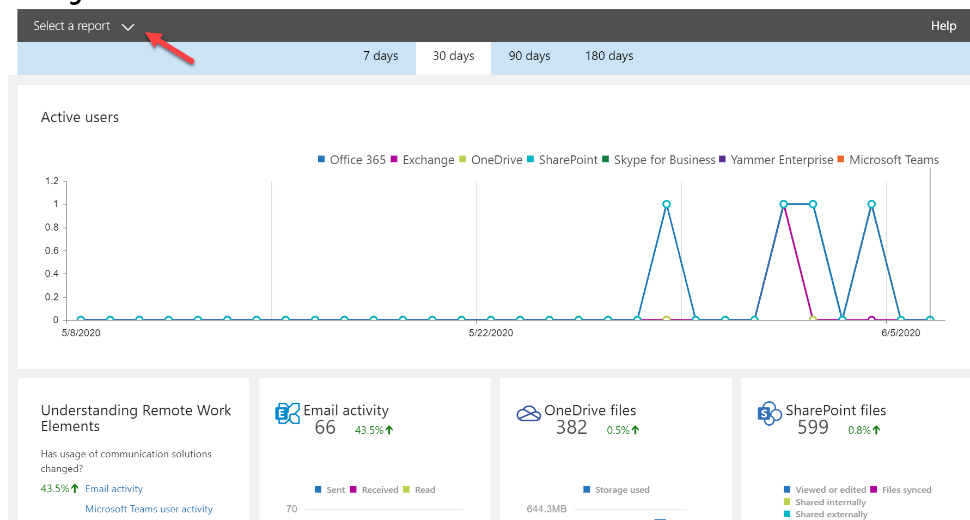 Select a report
Help
7 days 30 days 90 days 180 days
Active users
Office 365 Exchange OneDrive SharePoint Skype for Business Yammer Enterprise Microsoft Teams
1.2
1
0.8
0.6
0.4
0.2
0
5/8/2020 5/22/2020 6/5/2020
Understanding Remote Work
Elements
Has usage of communication solutions
changed?
43.5% Email activity
Microsoft Teams user activity
E
Email activity
66 43.5%
Sent Received Read
70
OneDrive files
382 0.5%
Storage used
644.3MB
S
SharePoint files
599 0.8%
Viewed or edited Files synced
Shared internally
Shared externally